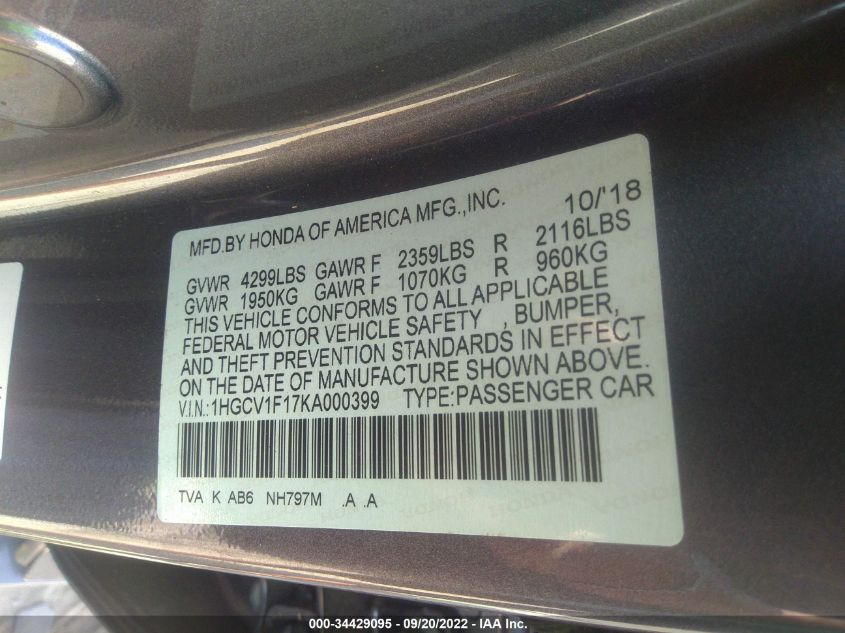 MFD.BY HONDA OF AMERICA MFG.,INC. 10/'18
GVWR 4299LBS GAWR F 2359LBS R 2116LBS
GVWR 1950KG GAWR F 1070KG R 960KG
THIS VEHICLE CONFORMS TO ALL APPLICABLE
FEDERAL MOTOR VEHICLE SAFETY , BUMPER,
AND THEFT PREVENTION STANDARDS IN EFFECT
ON THE DATE OF MANUFACTURE SHOWN ABOVE.
V.I.N.:1HGCV1F17KA000399 TYPE:PASSENGER CAR
TVA K AB6 NH797M .A .A
000-34429095 - 09/20/2022 - IAA Inc.